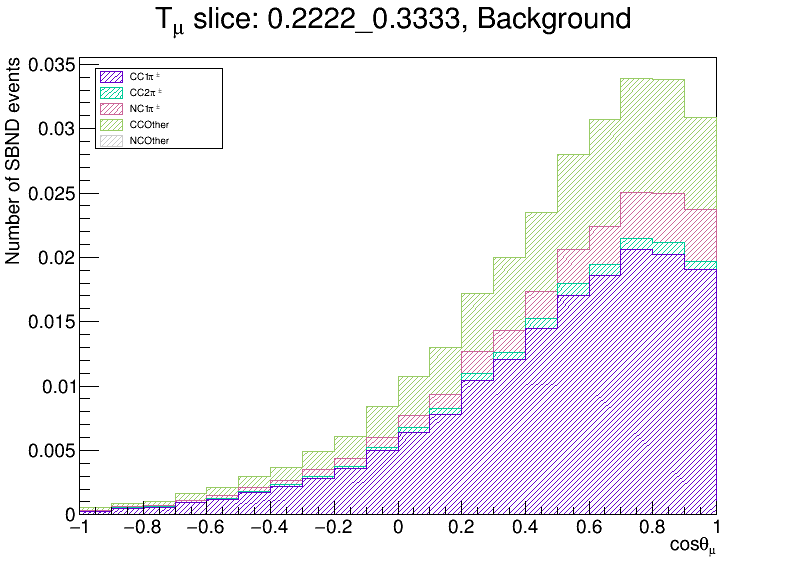 Tμ slice: 0.2222_0.3333, Background
Number of SBND events
0.035
0.03
0.025
0.02
0.015
0.01
0.005
0
CC1π ±
CC2π ±
NC1π ±
CCOther
NCOther
−1 −0.8 −0.6 −0.4 −0.2 0 0.2 0.4 0.6 0.8 1
cosθμ